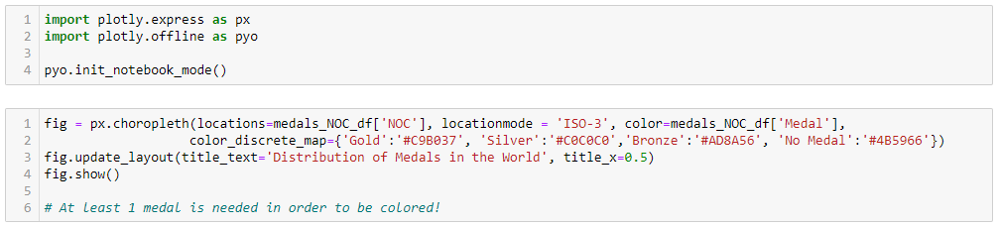 1 import plotly.express as px
2 import plotly.offline as pyo
3
4 pyo.init_notebook_mode()
1 fig = px.choropleth(locations=medals_NOC_df['NOC'], locationmode = 'ISO-3', color=medals_NOC_df['Medal'],
2 color_discrete_map={'Gold':'#C9B037', 'Silver':'#C0C0C0','Bronze':'#AD8A56', 'No Medal':'#4B5966'})
3 fig.update_layout(title_text='Distribution of Medals in the World', title_x=0.5)
4 fig.show()
5
6 # At least 1 medal is needed in order to be colored!